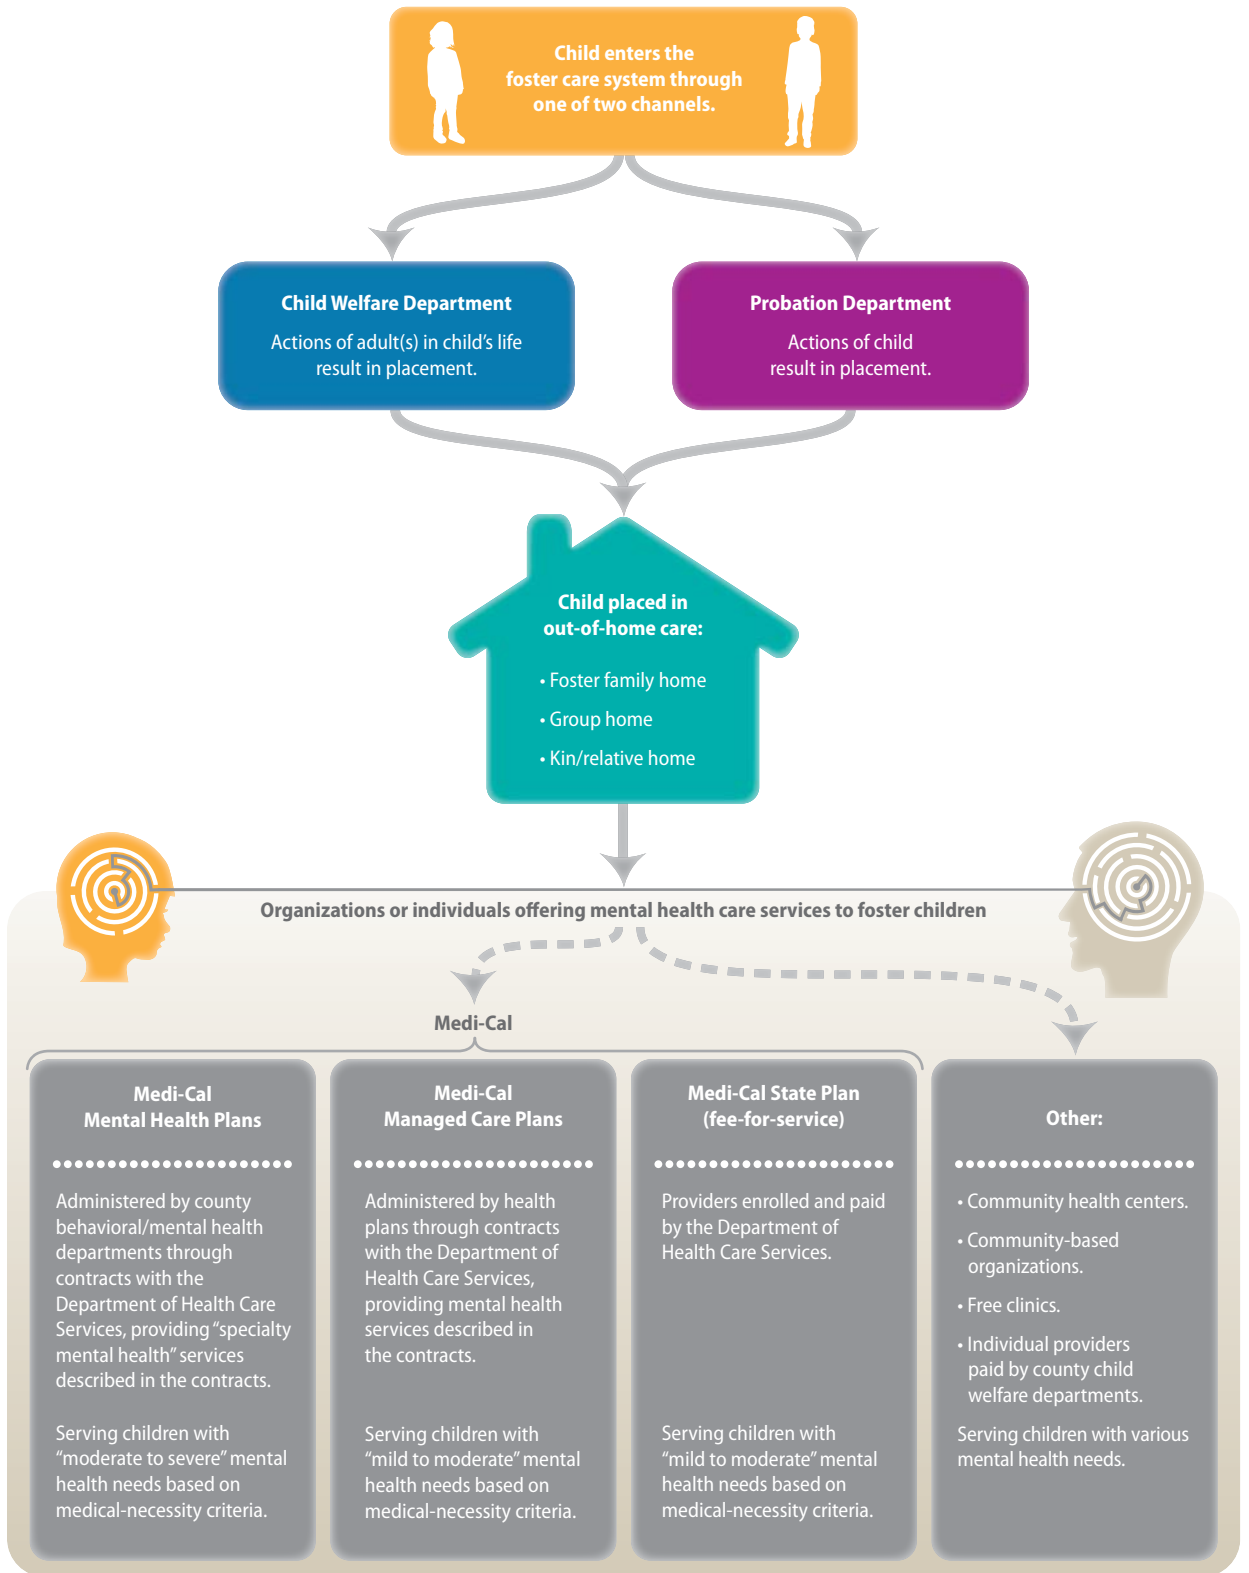 Child enters the
foster care system through
one of two channels.
Child Welfare Department
Actions of adult(s) in child’s life
result in placement.
Probation Department
Actions of child
result in placement.
Child placed in
out-of-home care:
• Foster family home
• Group home
• Kin/relative home
Organizations or individuals offering mental health care services to foster children
Medi-Cal
Medi-Cal
Mental Health Plans
Administered by county
behavioral/mental health
departments through
contracts with the
Department of Health Care
Services, providing “specialty
mental health” services
described in the contracts.
Serving children with
“moderate to severe” mental
health needs based on
medical-necessity criteria.
Medi-Cal
Managed Care Plans
Administered by health
plans through contracts
with the Department of
Health Care Services,
providing mental health
services described in
the contracts.
Serving children with
“mild to moderate” mental
health needs based on
medical-necessity criteria.
Medi-Cal State Plan
(fee-for-service)
Providers enrolled and paid
by the Department of
Health Care Services.
Serving children with
“mild to moderate” mental
health needs based on
medical-necessity criteria.
Other:
• Community health centers.
• Community-based
organizations.
• Free clinics.
• Individual providers
paid by county child
welfare departments.
Serving children with various
mental health needs.